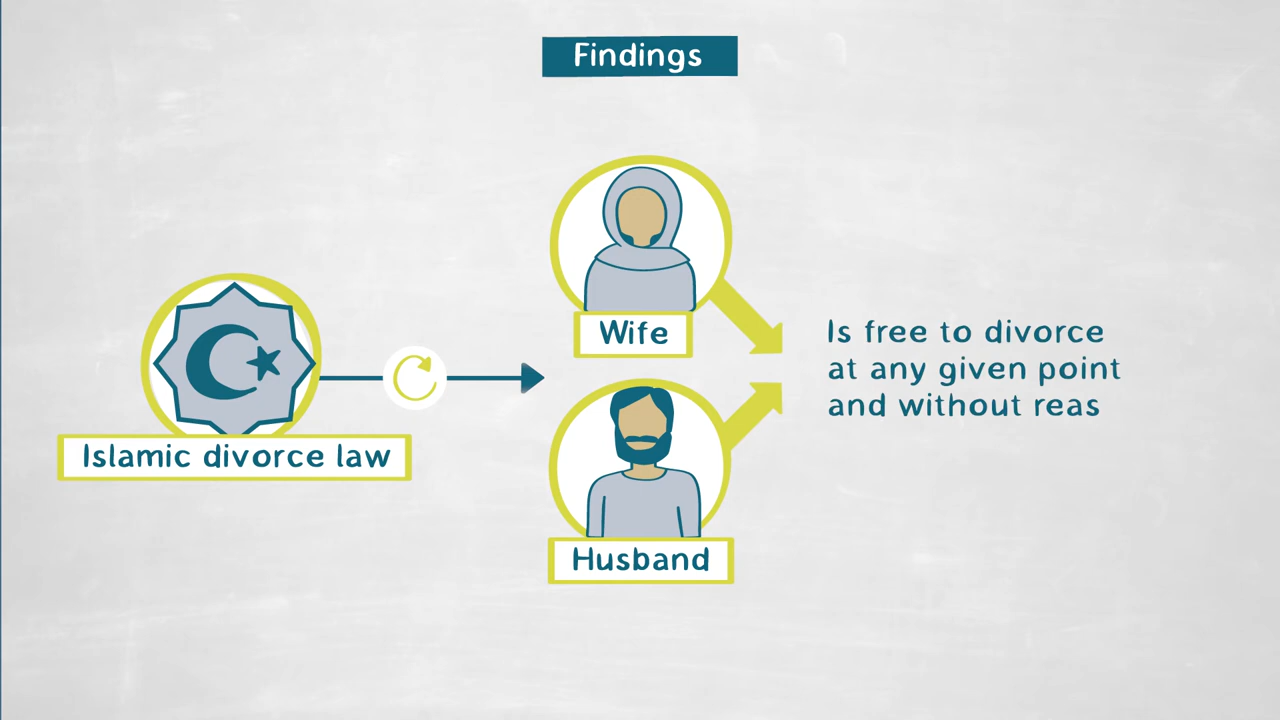 Findings
Islamic divorce law
Wife
Husband
Is free to divorce
at any given point
and without reas